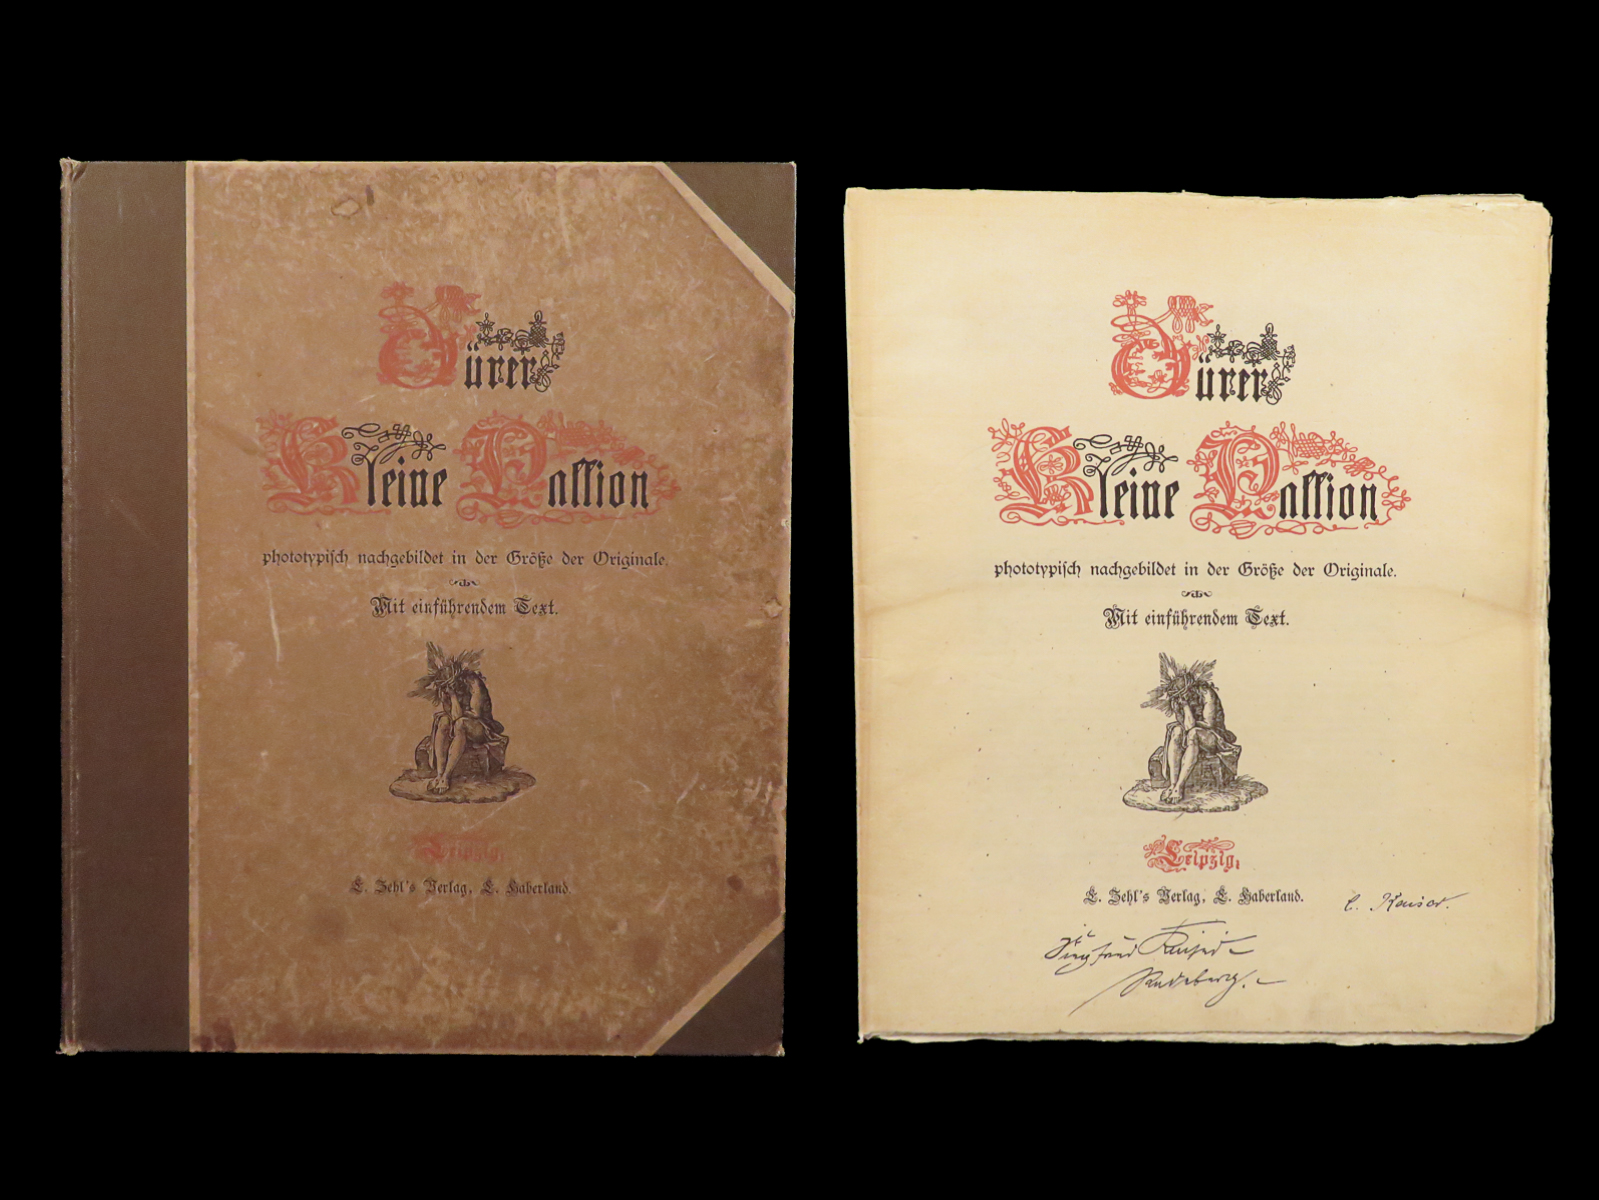 Dürer
Kleine Passion
phototypisch nachgebildet in der Größe der Originale.
Mit einführendem Text.
Leipzig,
E. Zehl's Verlag, E. Haberland.
Dürer
Kleine Passion
phototypisch nachgebildet in der Größe der Originale.
Mit einführendem Text.
Leipzig,
E. Zehl's Verlag, E. Haberland.
Radeberg.